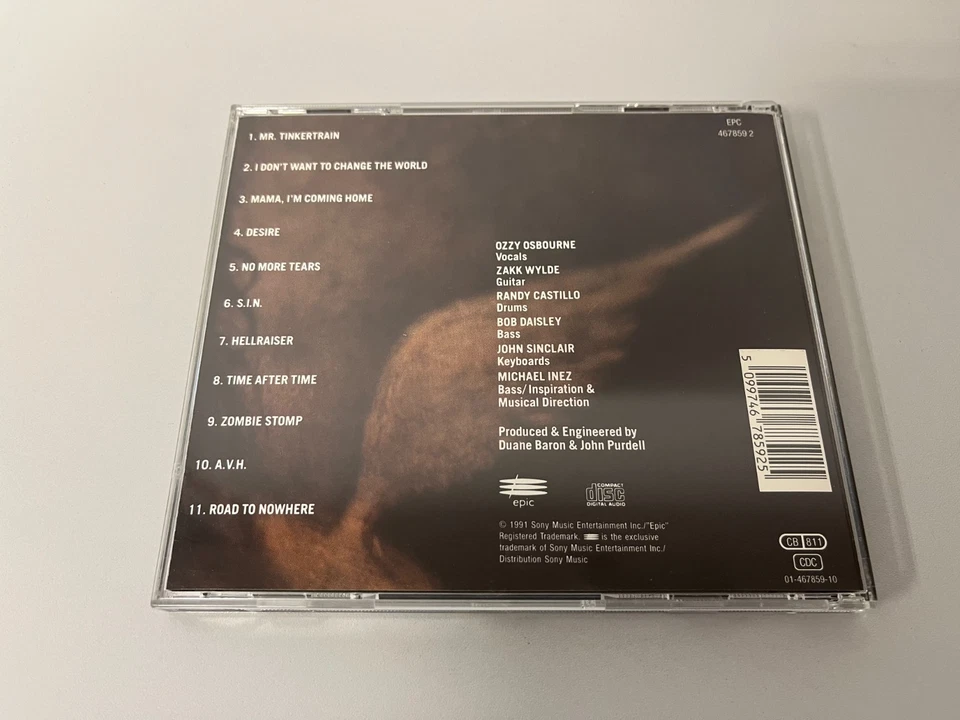 1. MR. TINKERTRAIN
2. I DON'T WANT TO CHANGE THE WORLD
3. MAMA, I'M COMING HOME
4. DESIRE
5. NO MORE TEARS
6. S.I.N.
7. HELLRAISER
8. TIME AFTER TIME
9. ZOMBIE STOMP
10. A.V.H.
11. ROAD TO NOWHERE
EPC
467859 2
OZZY OSBOURNE
Vocals
ZAKK WYLDE
Guitar
RANDY CASTILLO
Drums
BOB DAISLEY
Bass
JOHN SINCLAIR
Keyboards
MICHAEL INEZ
Bass/Inspiration &
Musical Direction
Produced & Engineered by
Duane Baron & John Purdell
epic
COMPACT
disc
DIGITAL AUDIO
© 1991 Sony Music Entertainment Inc./"Epic"
Registered Trademark. is the exclusive
trademark of Sony Music Entertainment Inc./
Distribution Sony Music
5 099746 785925
CB 811
CDC
01-467859-10